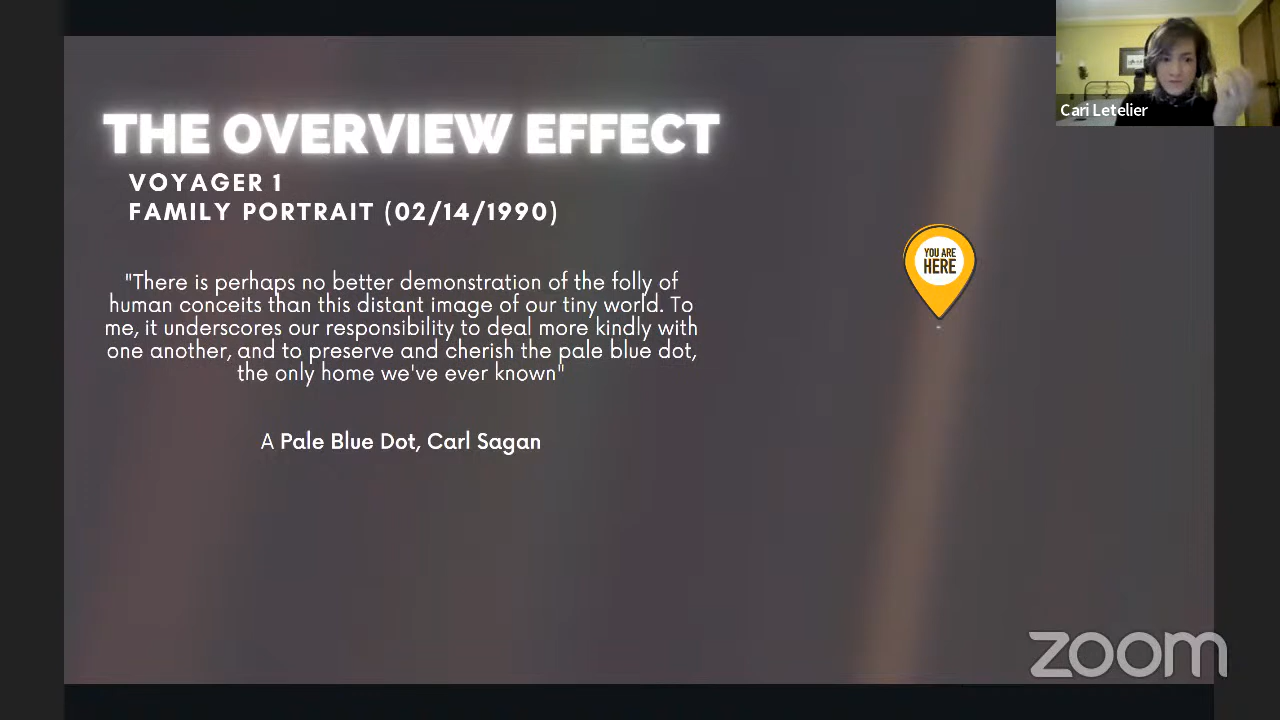 Cari Letelier
THE OVERVIEW EFFECT
VOYAGER 1
FAMILY PORTRAIT (02/14/1990)
YOU ARE
HERE
"There is perhaps no better demonstration of the folly of
human conceits than this distant image of our tiny world. To
me, it underscores our responsibility to deal more kindly with
one another, and to preserve and cherish the pale blue dot,
the only home we've ever known"
A Pale Blue Dot, Carl Sagan
zoom